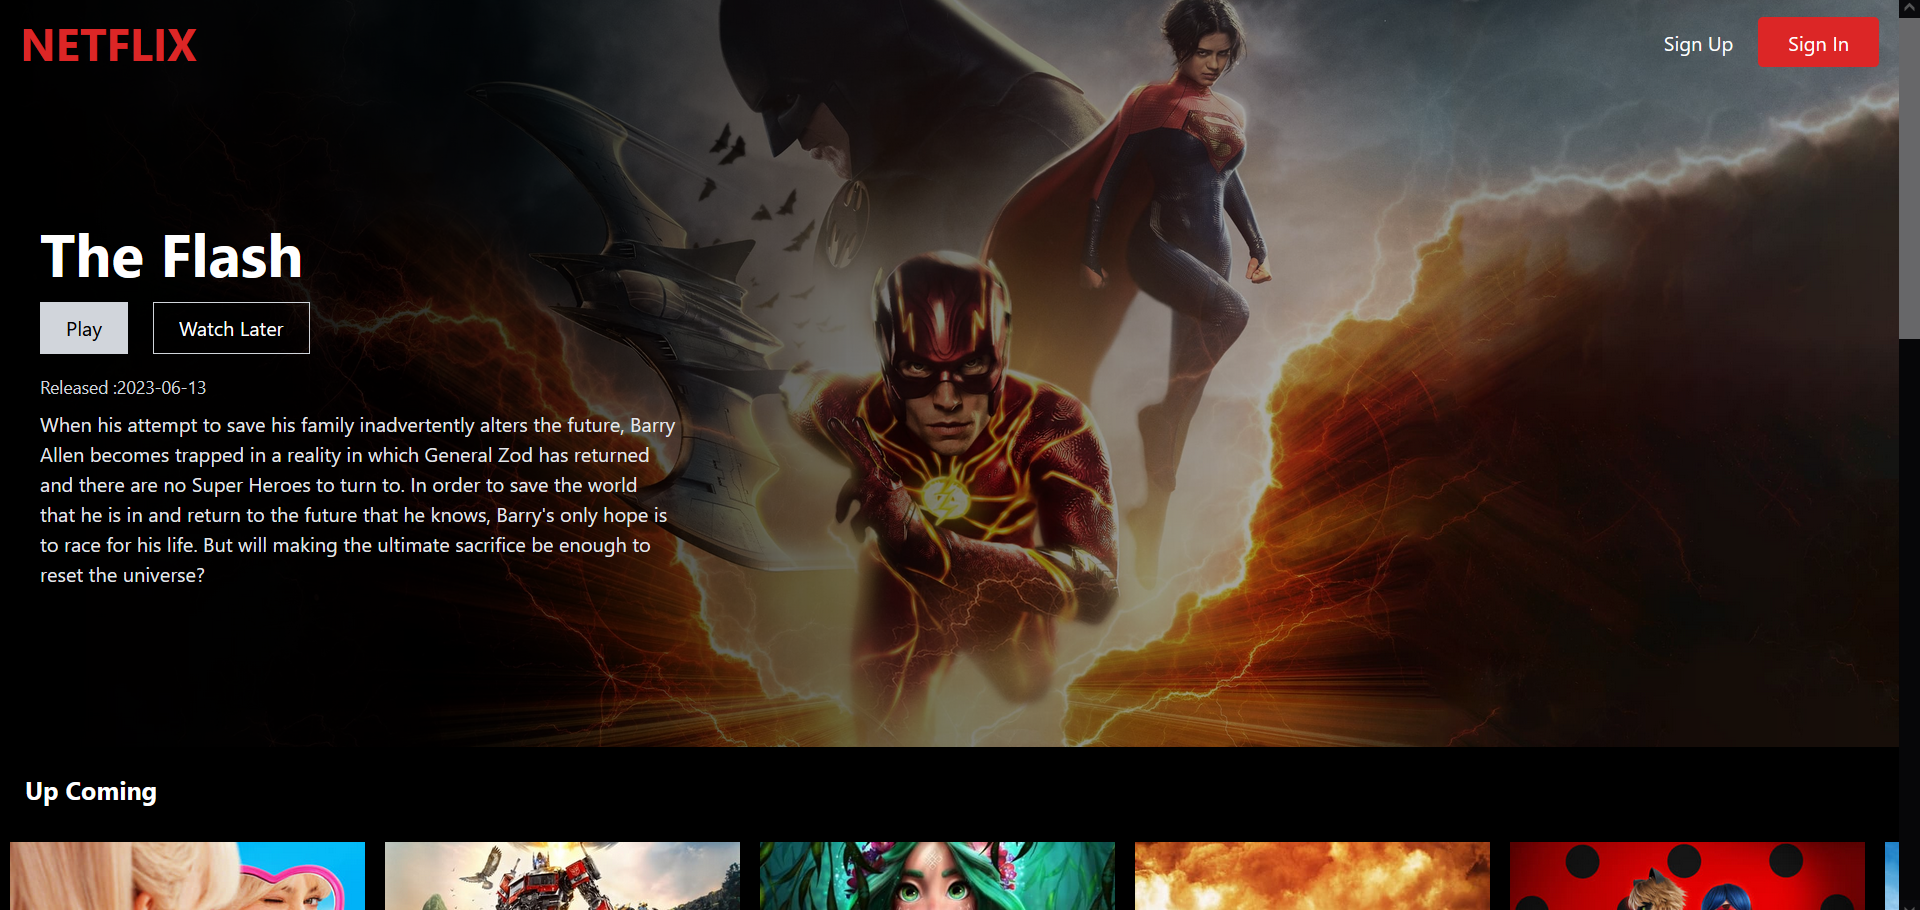 NETFLIX
Sign Up
Sign In
The Flash
Play
Watch Later
Released :2023-06-13
When his attempt to save his family inadvertently alters the future, Barry
Allen becomes trapped in a reality in which General Zod has returned
and there are no Super Heroes to turn to. In order to save the world
that he is in and return to the future that he knows, Barry's only hope is
to race for his life. But will making the ultimate sacrifice be enough to
reset the universe?
Up Coming